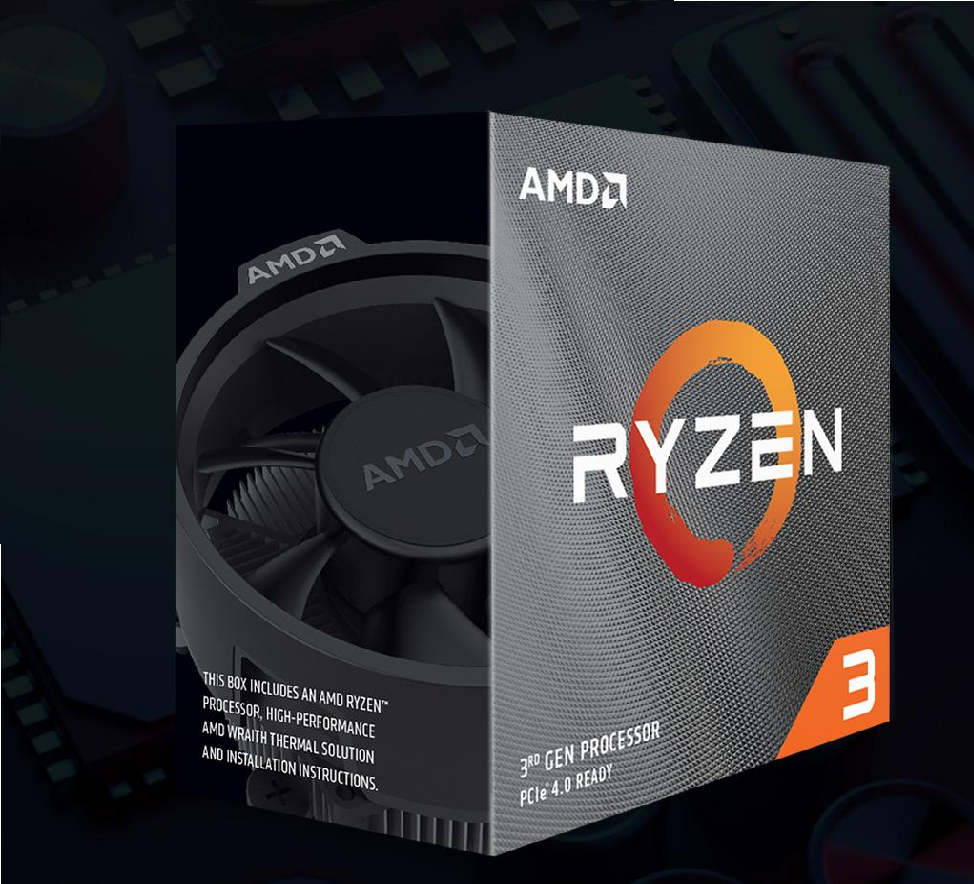 AMD
AMD
THIS BOX INCLUDES AN AMD RYZEN™
PROCESSOR, HIGH-PERFORMANCE
AMD WRAITH THERMAL SOLUTION
AND INSTALLATION INSTRUCTIONS.
AMD
RYZEN
3
3RD GEN PROCESSOR
PCIe® 4.0 READY